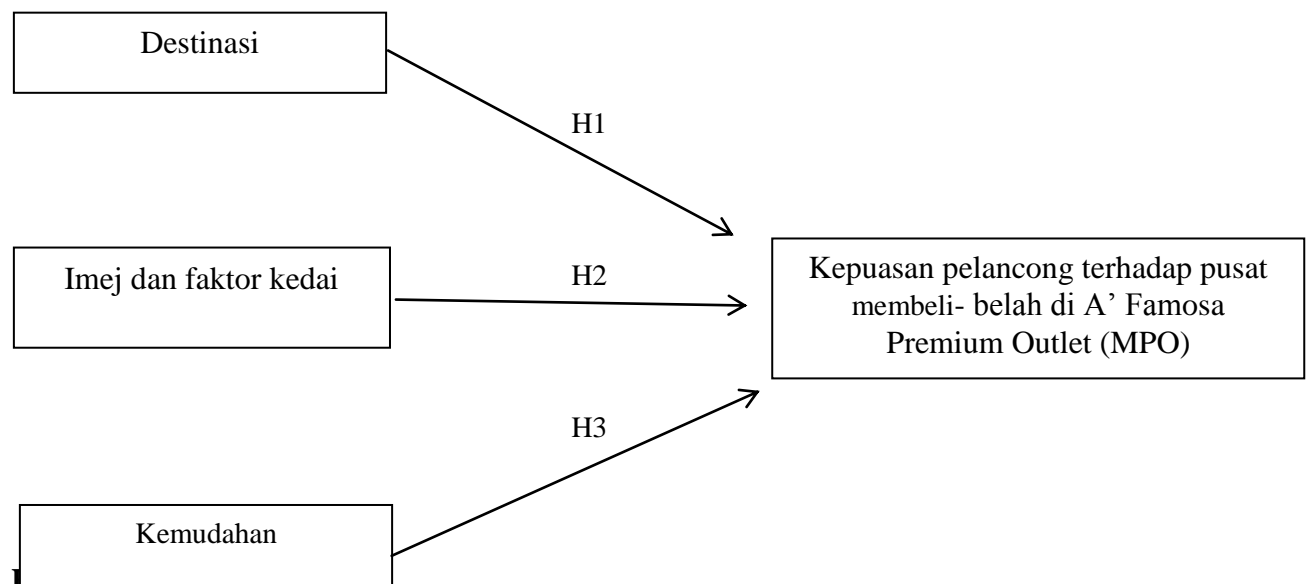 Destinasi
H1
Imej dan faktor kedai
H2
Kepuasan pelancong terhadap pusat
membeli- belah di A’ Famosa
Premium Outlet (MPO)
H3
Kemudahan